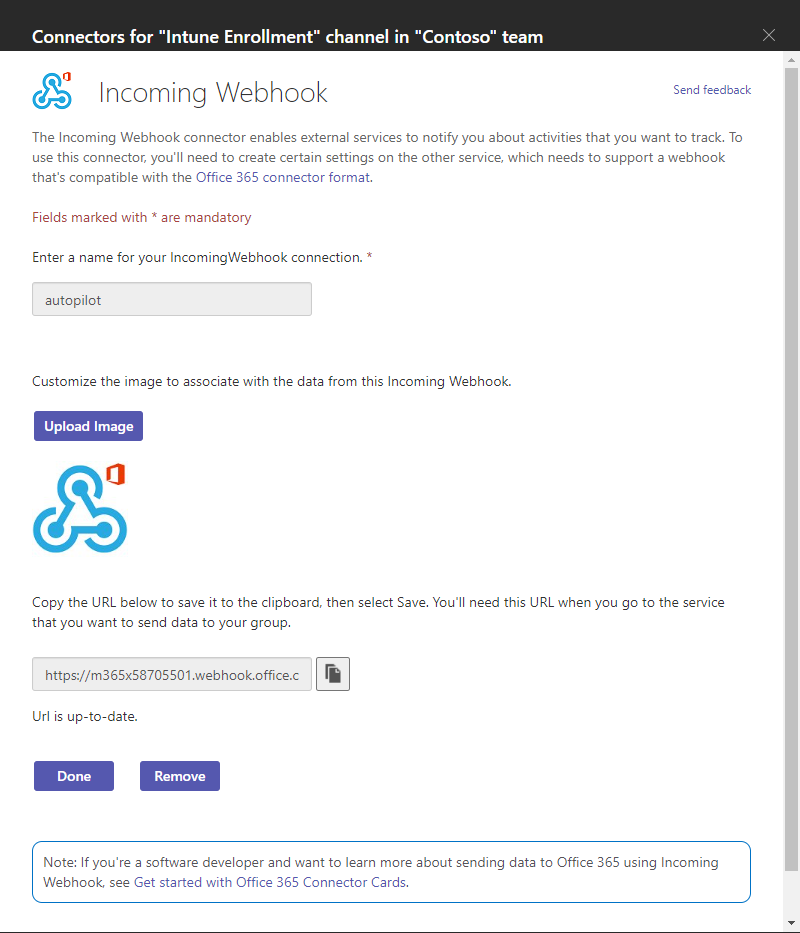 Connectors for "Intune Enrollment" channel in "Contoso" team
Incoming Webhook
Send feedback
The Incoming Webhook connector enables external services to notify you about activities that you want to track. To
use this connector, you'll need to create certain settings on the other service, which needs to support a webhook
that's compatible with the Office 365 connector format.
Fields marked with * are mandatory
Enter a name for your IncomingWebhook connection. *
autopilot
Customize the image to associate with the data from this Incoming Webhook.
Upload Image
Copy the URL below to save it to the clipboard, then select Save. You'll need this URL when you go to the service
that you want to send data to your group.
https://m365x58705501.webhook.office.c
Url is up-to-date.
Done
Remove
Note: If you're a software developer and want to learn more about sending data to Office 365 using Incoming
Webhook, see Get started with Office 365 Connector Cards.